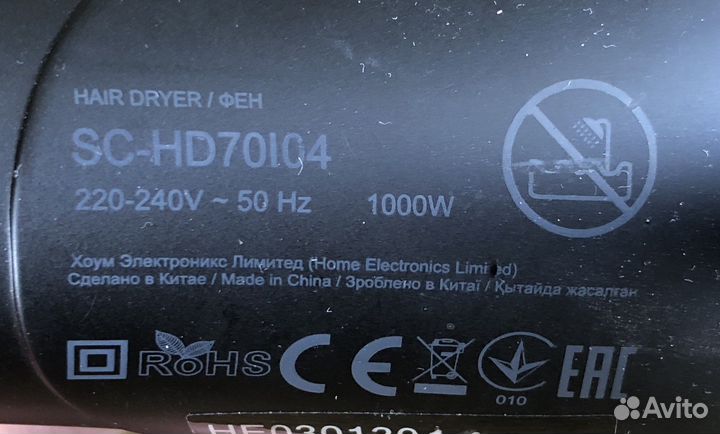 HAIR DRYER / ФЕН
SC-HD70I04
220-240V ~ 50 Hz 1000W
Хоум Электроникс Лимитед (Home Electronics Limited)
Сделано в Китае / Made in China / Зроблено в Китаї / Қытайда жасалған
RoHS CE 010 EAC
Avito